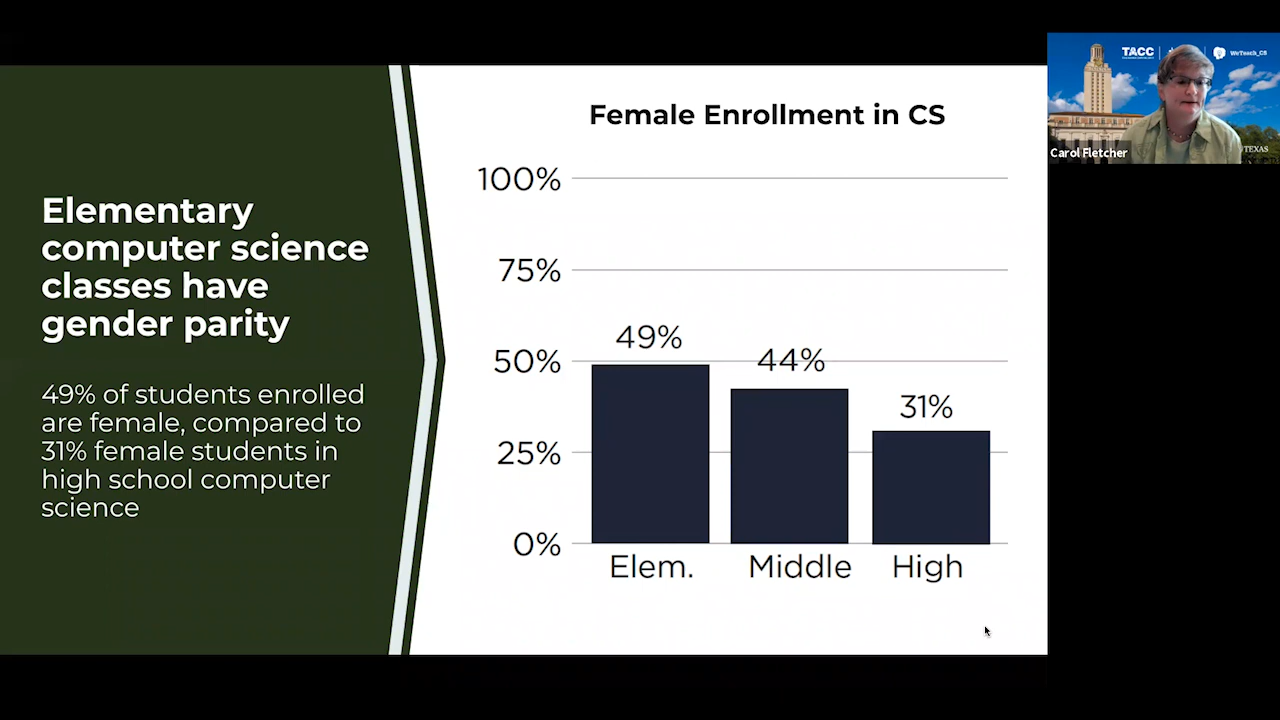 Elementary
computer science
classes have
gender parity
49% of students enrolled
are female, compared to
31% female students in
high school computer
science
Female Enrollment in CS
100%
75%
50%
25%
0%
49%
44%
31%
Elem.
Middle
High
TACC
WeTeach_CS
TEXAS
Carol Fletcher